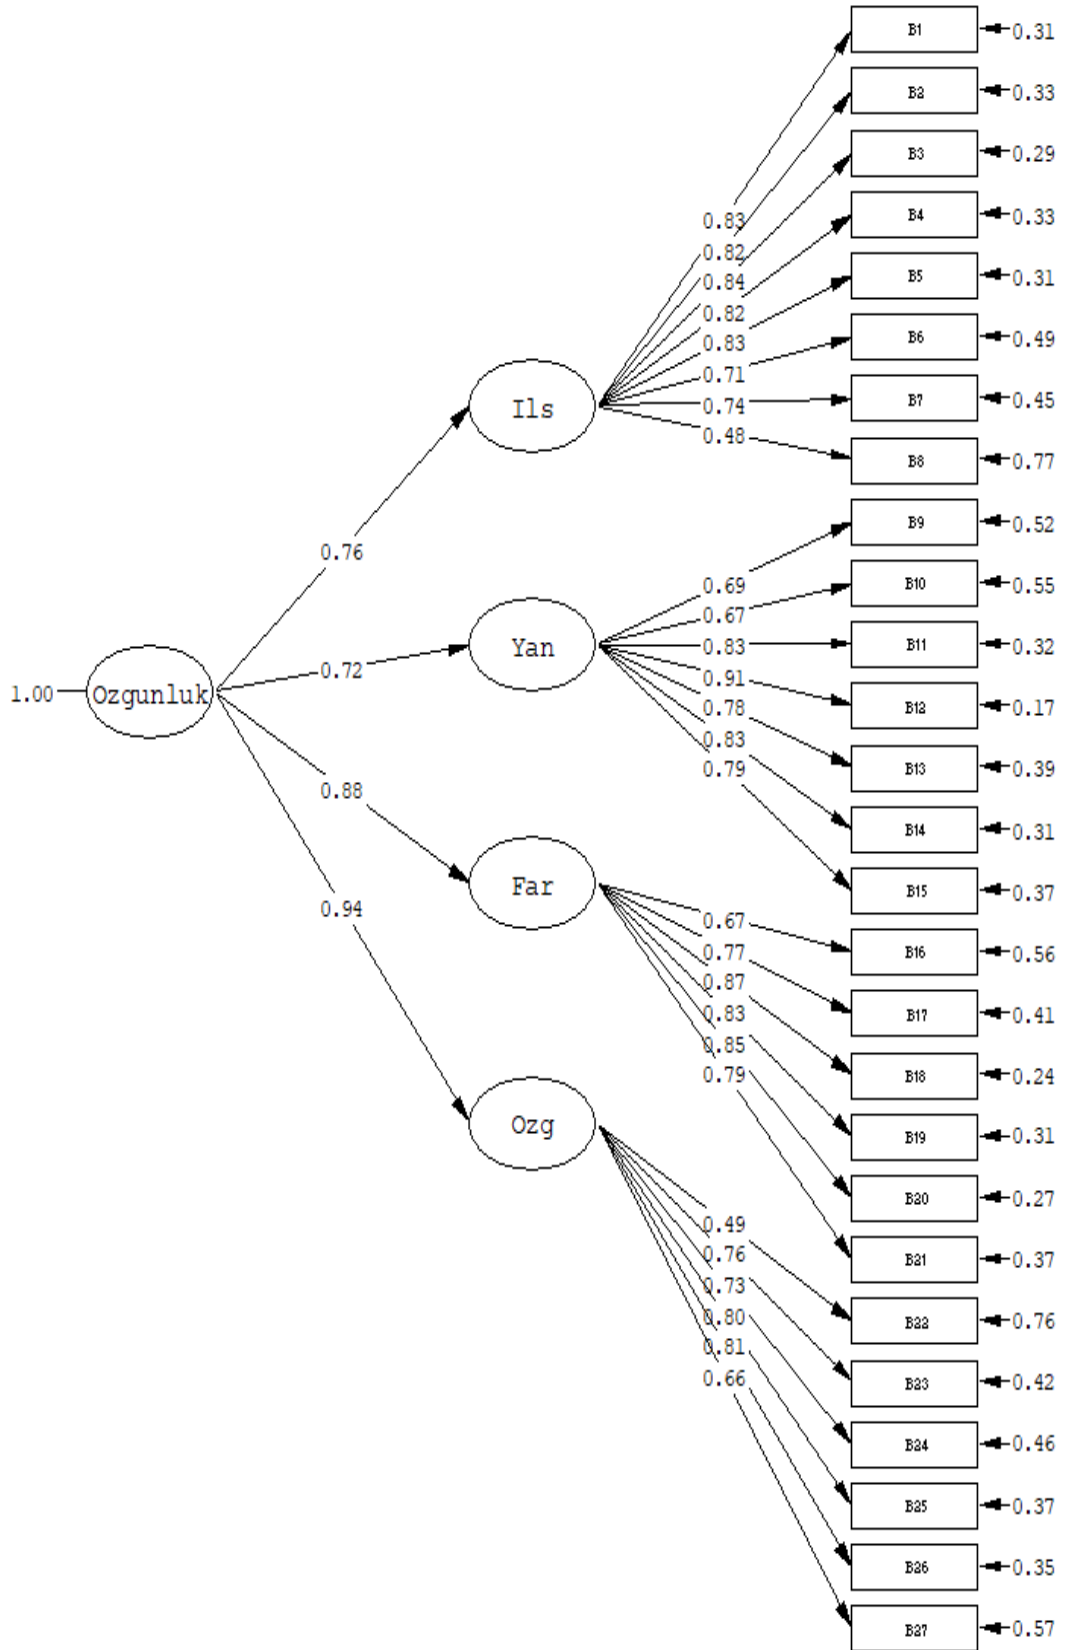 B1 0.31
B2 0.33
B3 0.29
B4 0.33
0.83
0.82
B5 0.31
0.84
0.82
B6 0.49
0.83
0.71
B7 0.45
0.74
Ils
0.48
B8 0.77
B9 0.52
0.76
0.69
B10 0.55
0.67
Yan
0.83
B11 0.32
0.72
0.91
1.00 Ozgunluk
0.78
B12 0.17
0.83
0.79
B13 0.39
0.88
B14 0.31
Far
B15 0.37
0.94
0.67
0.77
B16 0.56
0.87
0.83
B17 0.41
0.85
0.79
B18 0.24
Ozg
B19 0.31
B20 0.27
0.49
0.76
B21 0.37
0.73
0.80
B22 0.76
0.81
0.66
B23 0.42
B24 0.46
B25 0.37
B26 0.35
B27 0.57